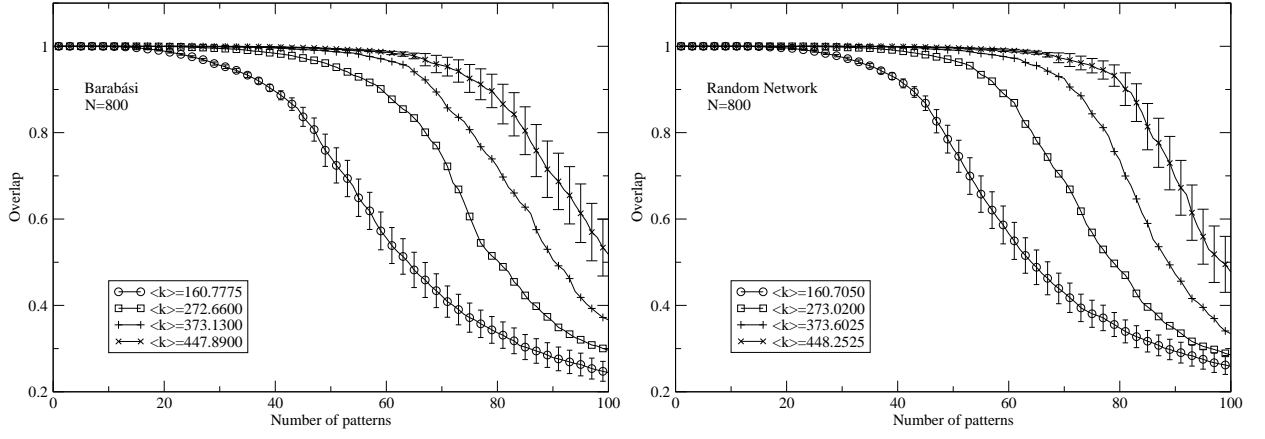 1
0.8
0.6
0.4
0.2
Overlap
Barabási
N=800
<k>=160.7775
<k>=272.6600
<k>=373.1300
<k>=447.8900
0 20 40 60 80 100
Number of patterns
1
0.8
0.6
0.4
0.2
Overlap
Random Network
N=800
<k>=160.7050
<k>=273.0200
<k>=373.6025
<k>=448.2525
0 20 40 60 80 100
Number of patterns